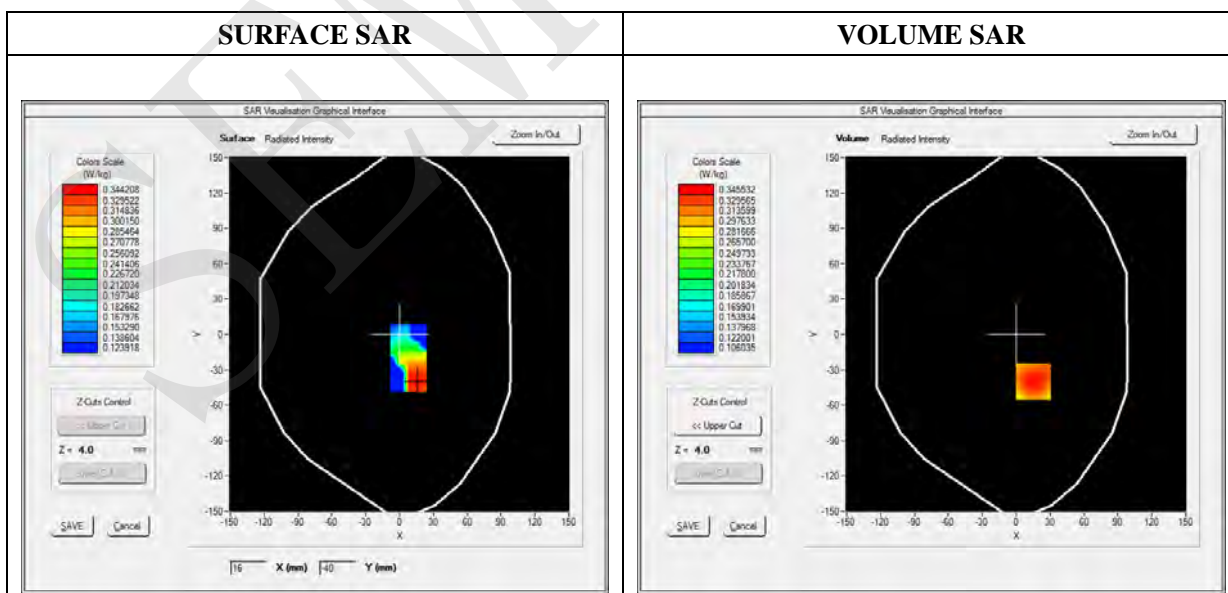 SURFACE SAR
SAR Visualisation Graphical Interface
Surface Radiated Intensity
Zoom In/Out
Colors Scale
(W/kg)
0.344208
0.329522
0.314836
0.300150
0.285464
0.270778
0.256092
0.241406
0.226720
0.212034
0.197348
0.182662
0.167976
0.153290
0.138604
0.123918
Z-Cuts Control
<< Upper Cut
Z = 4.0 mm
SAVE Cancel
150
120
90
60
30
0
-30
-60
-90
-120
-150
Y
-150 -120 -90 -60 -30 0 30 60 90 120 150
X
16 X (mm) -40 Y (mm)
VOLUME SAR
SAR Visualisation Graphical Interface
Volume Radiated Intensity
Zoom In/Out
Colors Scale
(W/kg)
0.345532
0.329565
0.313599
0.297633
0.281666
0.265700
0.249733
0.233767
0.217800
0.201834
0.185867
0.169901
0.153934
0.137968
0.122001
0.106035
Z-Cuts Control
<< Upper Cut
Z = 4.0 mm
SAVE Cancel
150
120
90
60
30
0
-30
-60
-90
-120
-150
Y
-150 -120 -90 -60 -30 0 30 60 90 120 150
X